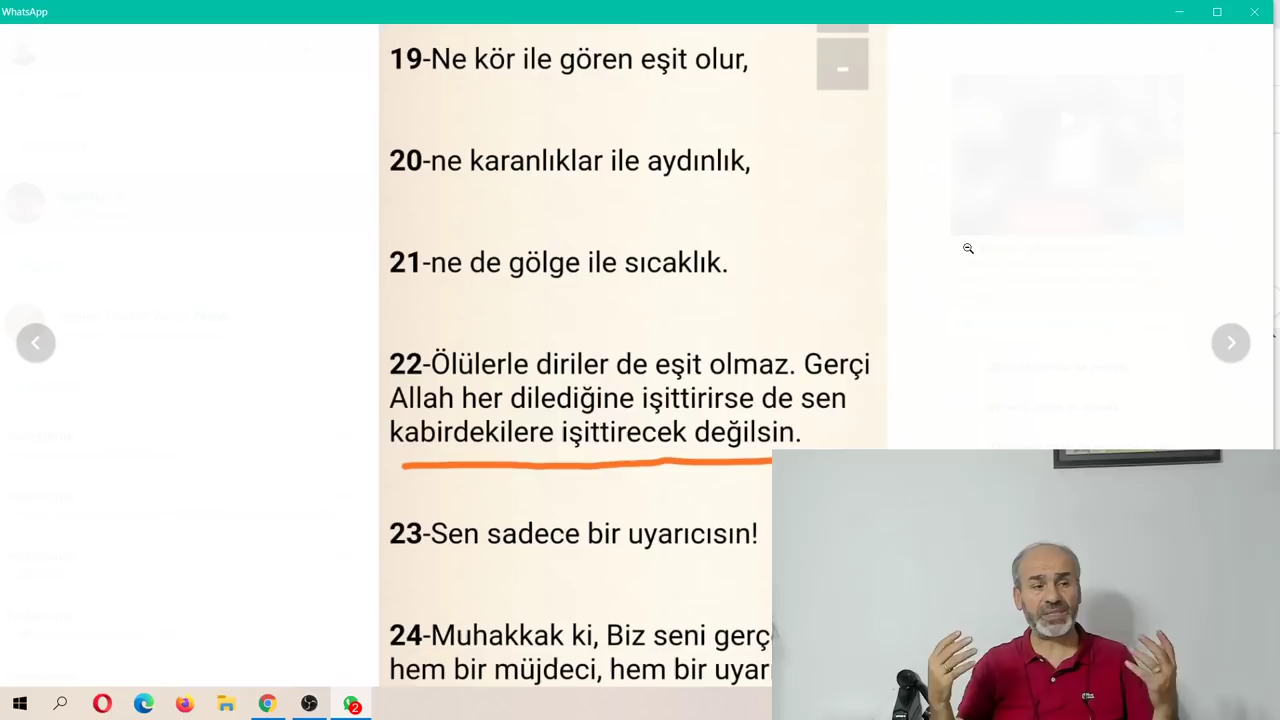 WhatsApp
19-Ne kör ile gören eşit olur,
20-ne karanlıklar ile aydınlık,
21-ne de gölge ile sıcaklık.
22-Ölülerle diriler de eşit olmaz. Gerçi
Allah her dilediğine işittirirse de sen
kabirdekilere işittirecek değilsin.
23-Sen sadece bir uyarıcısın!
24-Muhakkak ki, Biz seni gerç
hem bir müjdeci, hem bir uyar
2